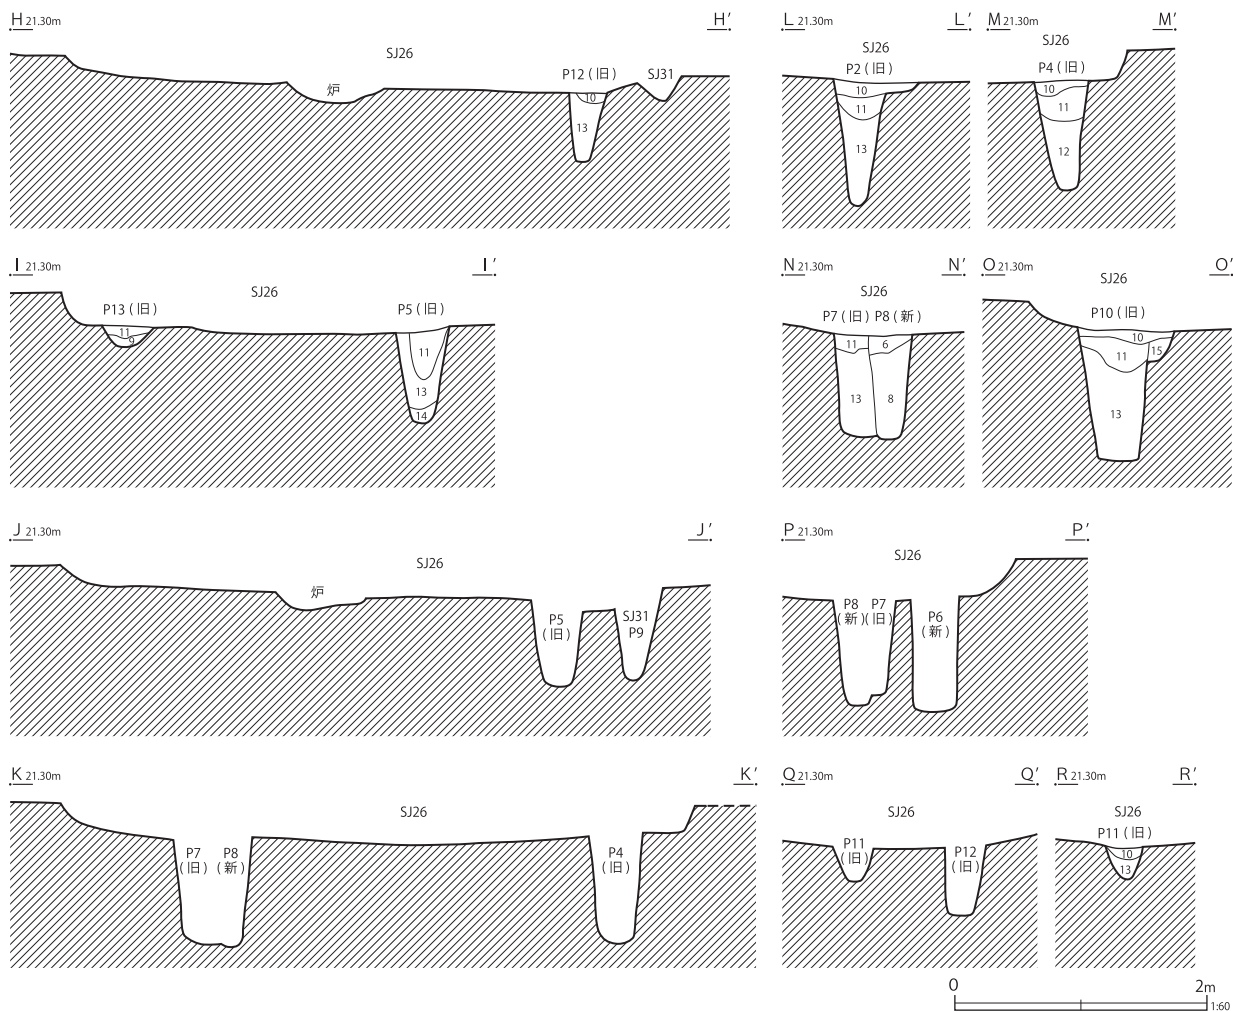 H 21.30m H′
SJ26
炉
P12 ( 旧 )
SJ31
10
13
L 21.30m L′
SJ26
P2 ( 旧 )
10
11
13
M 21.30m M′
SJ26
P4 ( 旧 )
10
11
12
I 21.30m I′
SJ26
P13 ( 旧 )
11
9
P5 ( 旧 )
11
13
14
N 21.30m N′
SJ26
P7 ( 旧 ) P8 ( 新 )
11 6
13 8
O 21.30m O′
SJ26
P10 ( 旧 )
10
11 15
13
J 21.30m J′
SJ26
炉
P5
( 旧 )
SJ31
P9
P 21.30m P′
SJ26
P8 P7
( 新 ) ( 旧 )
P6
( 新 )
K 21.30m K′
SJ26
P7 P8
( 旧 ) ( 新 )
P4
( 旧 )
Q 21.30m Q′
SJ26
P11
( 旧 )
P12
( 旧 )
R 21.30m R′
SJ26
P11 ( 旧 )
10
13
0 2m
1:60